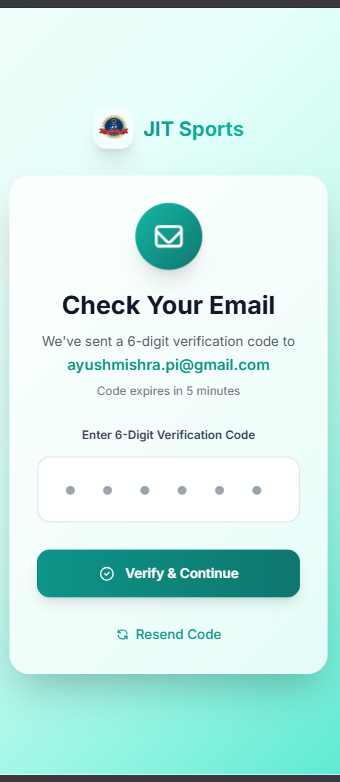 JIT Sports
Check Your Email
We've sent a 6-digit verification code to
ayushmishra.pi@gmail.com
Code expires in 5 minutes
Enter 6-Digit Verification Code
Verify & Continue
Resend Code